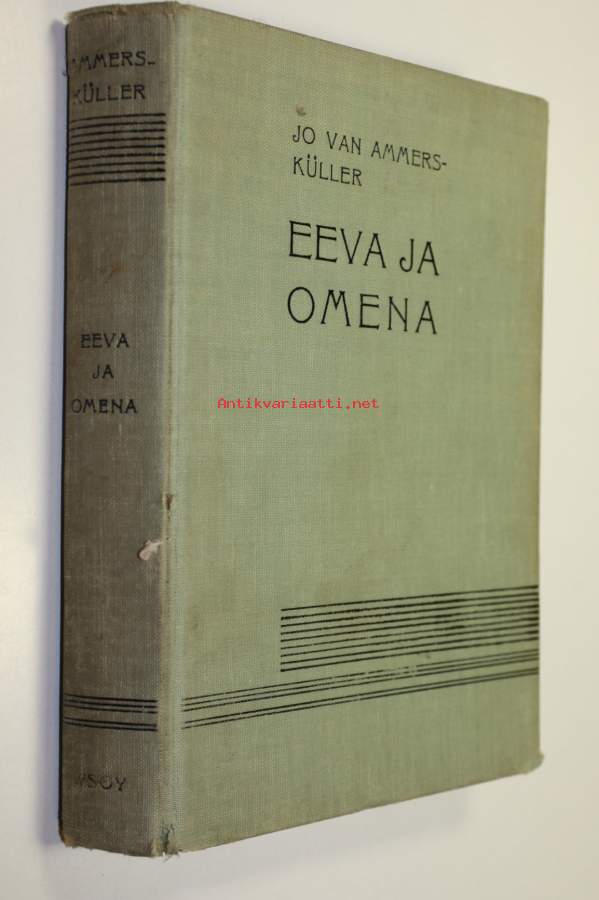 AMMERS-
KÜLLER
EEVA
JA
OMENA
WSOY
JO VAN AMMERS-
KÜLLER
EEVA JA
OMENA
Antikvariaatti.net